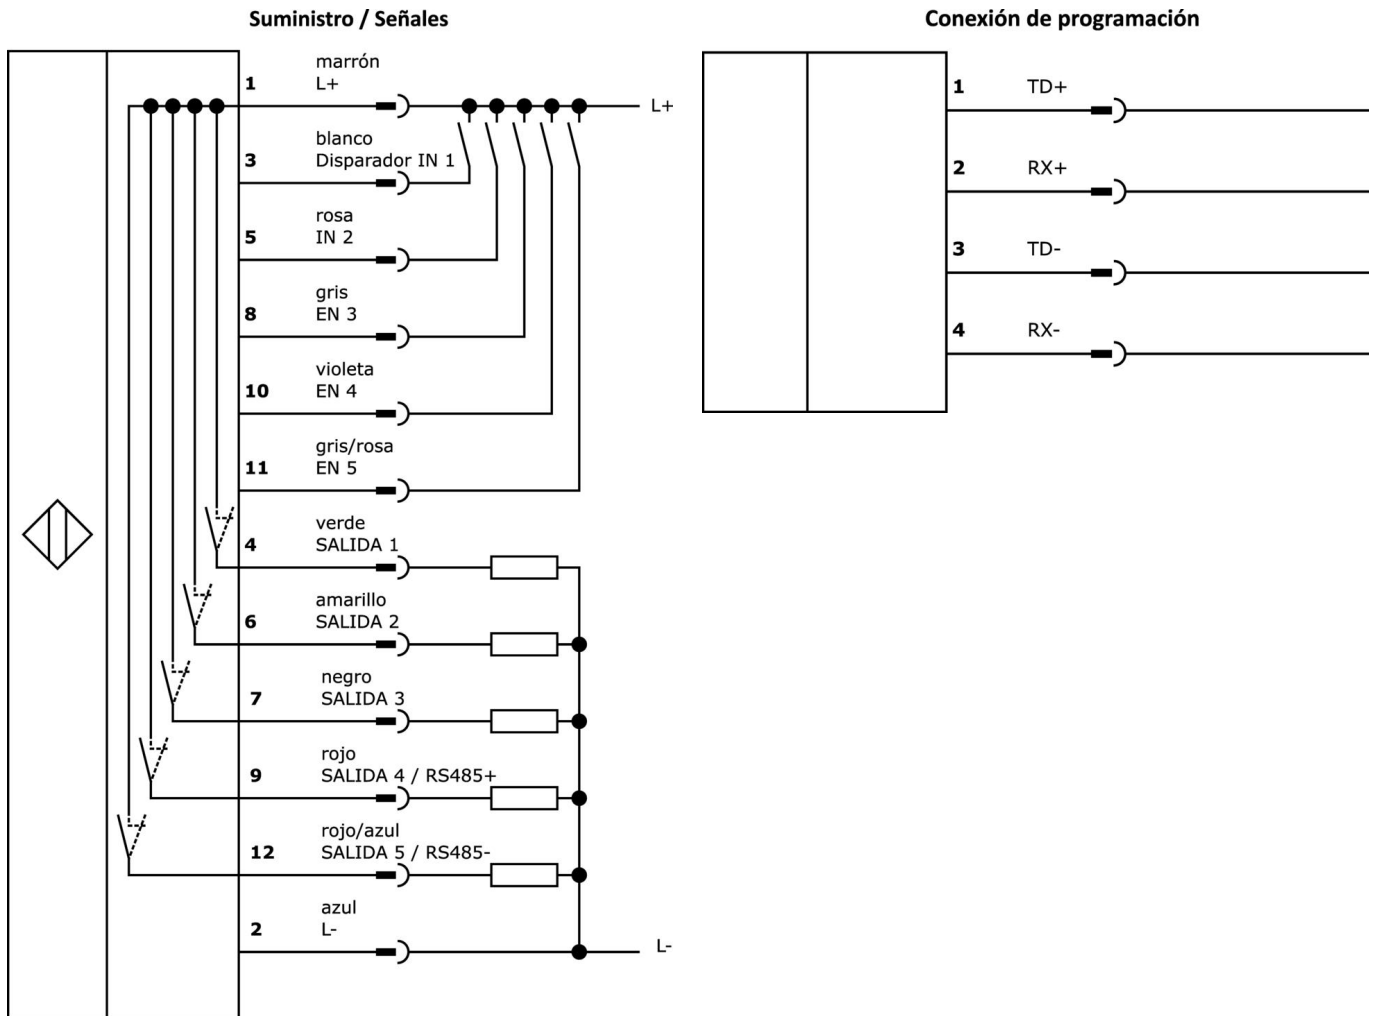 Suministro / Señales
marrón
1 L+
L+
blanco
3 Disparador IN 1
rosa
5 IN 2
gris
8 EN 3
violeta
10 EN 4
gris/rosa
11 EN 5
verde
4 SALIDA 1
amarillo
6 SALIDA 2
negro
7 SALIDA 3
rojo
9 SALIDA 4 / RS485+
rojo/azul
12 SALIDA 5 / RS485-
azul
2 L-
L-
Conexión de programación
1 TD+
2 RX+
3 TD-
4 RX-